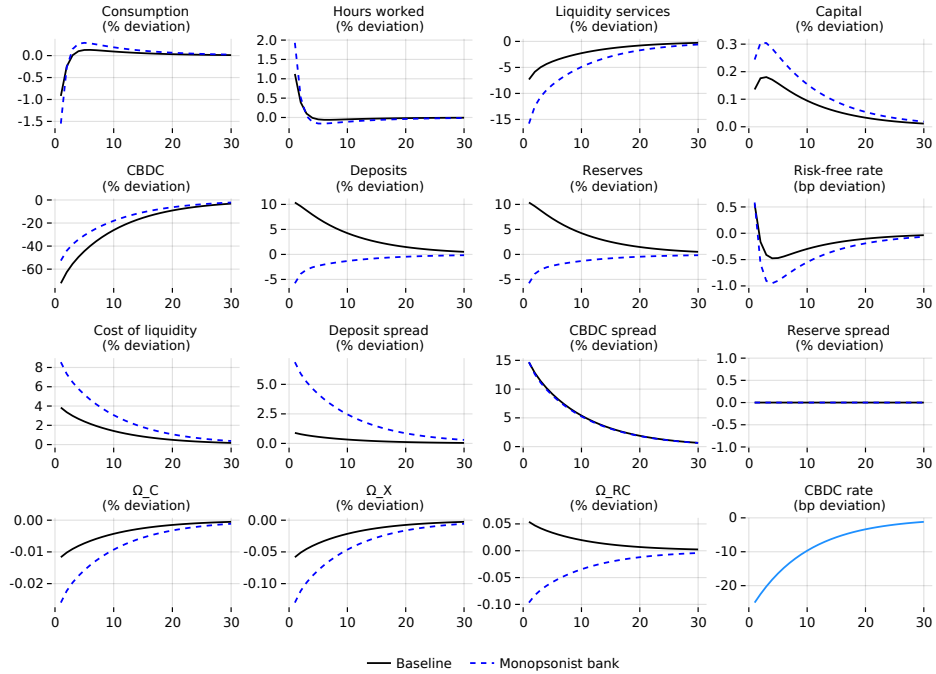 Consumption
(% deviation)
Hours worked
(% deviation)
Liquidity services
(% deviation)
Capital
(% deviation)
0.0
-0.5
-1.0
-1.5
0 10 20 30
2.0
1.5
1.0
0.5
0.0
0 10 20 30
0
-5
-10
-15
0 10 20 30
0.3
0.2
0.1
0.0
0 10 20 30
CBDC
(% deviation)
Deposits
(% deviation)
Reserves
(% deviation)
Risk-free rate
(bp deviation)
0
-20
-40
-60
0 10 20 30
10
5
0
-5
0 10 20 30
10
5
0
-5
0 10 20 30
0.5
0.0
-0.5
-1.0
0 10 20 30
Cost of liquidity
(% deviation)
Deposit spread
(% deviation)
CBDC spread
(% deviation)
Reserve spread
(% deviation)
8
6
4
2
0
0 10 20 30
5.0
2.5
0.0
0 10 20 30
15
10
5
0
0 10 20 30
1.0
0.5
0.0
-0.5
-1.0
0 10 20 30
Ω_C
(% deviation)
Ω_X
(% deviation)
Ω_RC
(% deviation)
CBDC rate
(bp deviation)
0.00
-0.01
-0.02
0 10 20 30
0.00
-0.05
-0.10
0 10 20 30
0.05
0.00
-0.05
-0.10
0 10 20 30
0
-10
-20
0 10 20 30
Baseline Monopsonist bank